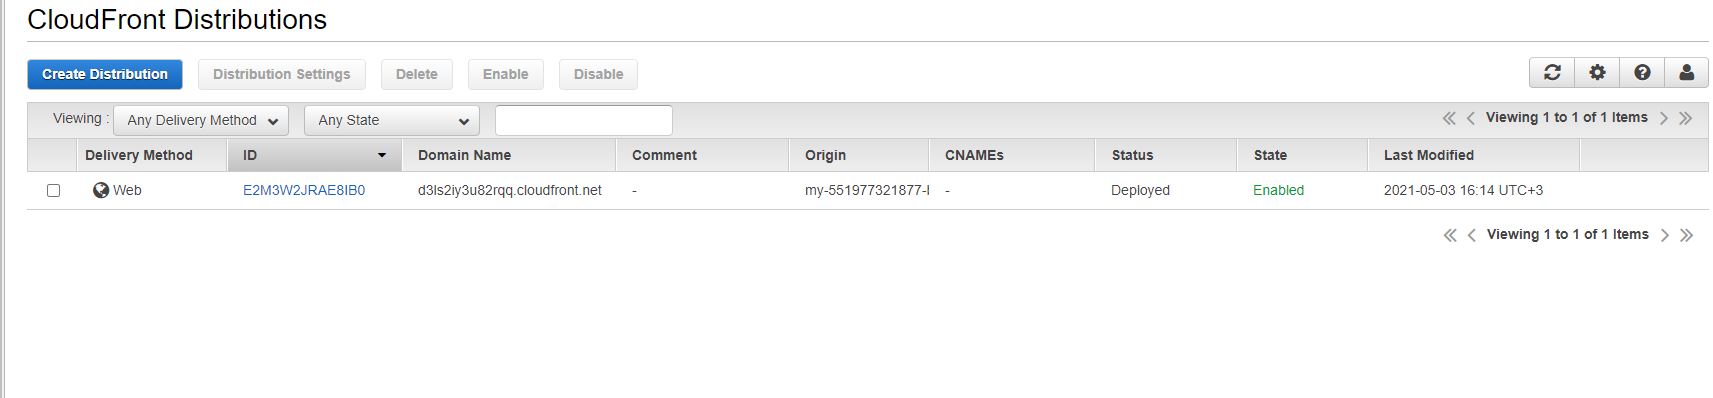 CloudFront Distributions
Create Distribution Distribution Settings Delete Enable Disable
Viewing : Any Delivery Method Any State Viewing 1 to 1 of 1 Items
Delivery Method ID Domain Name Comment Origin CNAMEs Status State Last Modified
Web E2M3W2JRAE8IB0 d3ls2iy3u82rqq.cloudfront.net - my-551977321877-l - Deployed Enabled 2021-05-03 16:14 UTC+3
Viewing 1 to 1 of 1 Items